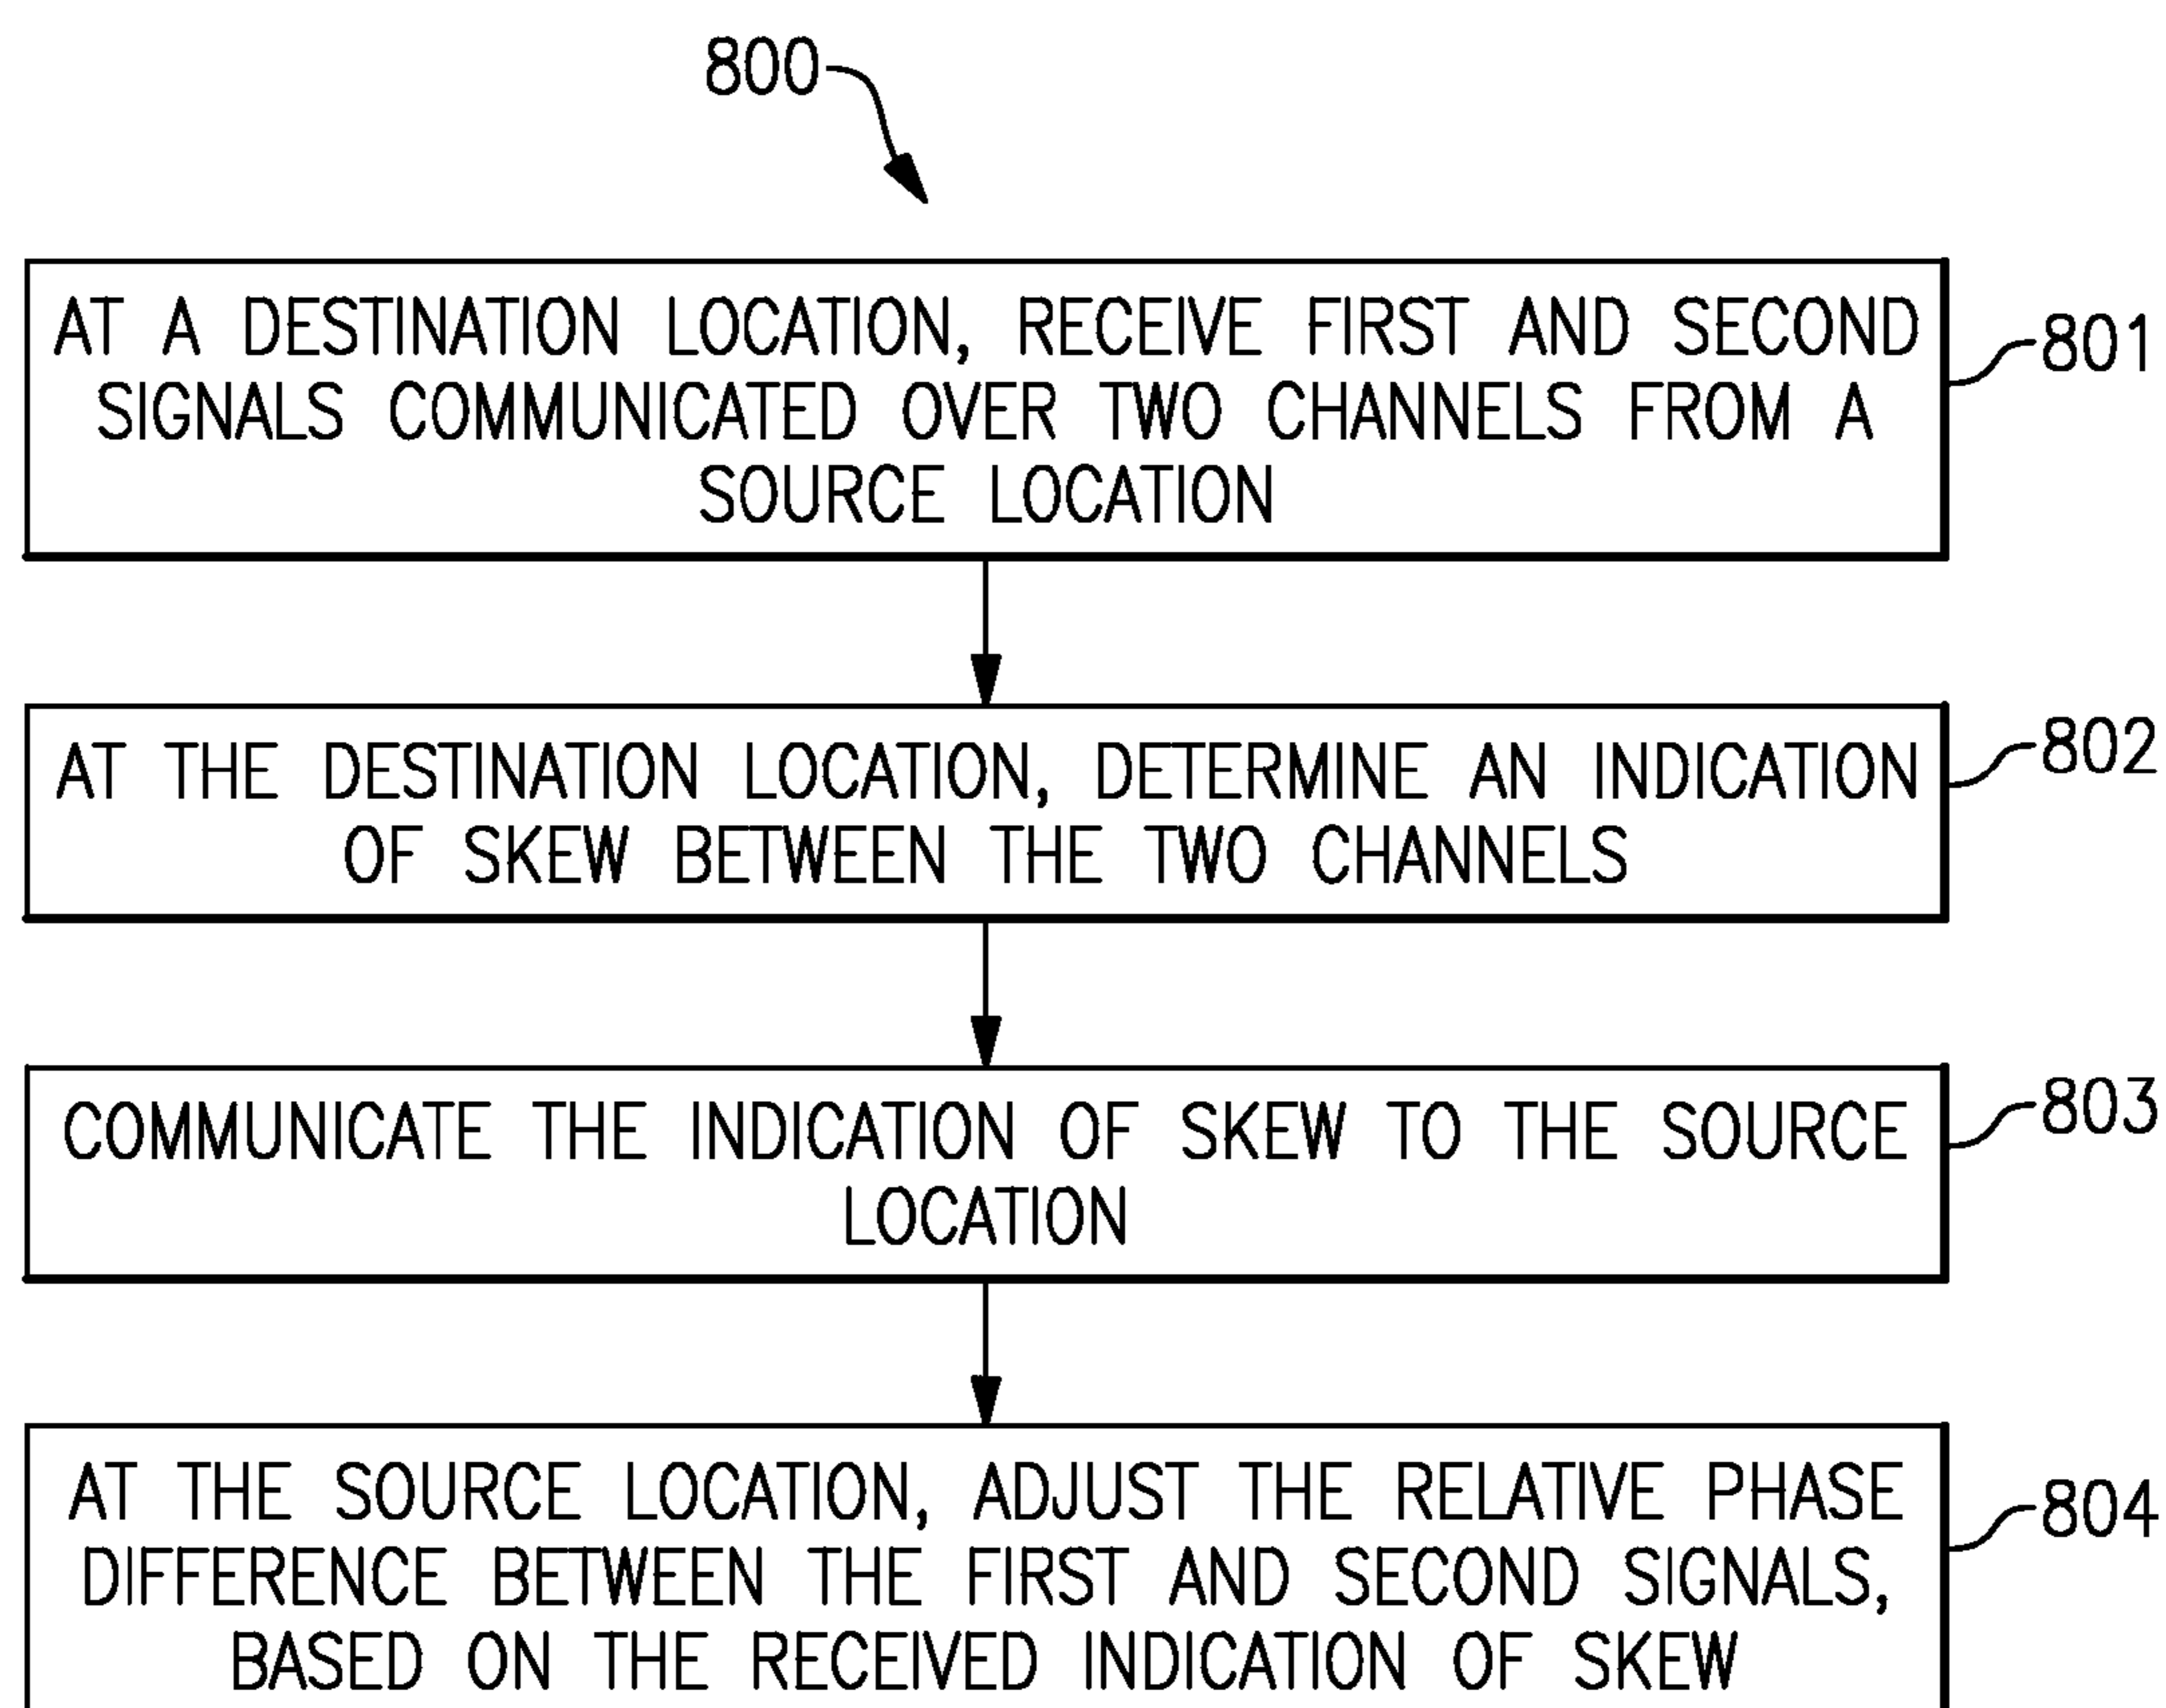 800
AT A DESTINATION LOCATION, RECEIVE FIRST AND SECOND
SIGNALS COMMUNICATED OVER TWO CHANNELS FROM A
SOURCE LOCATION
801
AT THE DESTINATION LOCATION, DETERMINE AN INDICATION
OF SKEW BETWEEN THE TWO CHANNELS
802
COMMUNICATE THE INDICATION OF SKEW TO THE SOURCE
LOCATION
803
AT THE SOURCE LOCATION, ADJUST THE RELATIVE PHASE
DIFFERENCE BETWEEN THE FIRST AND SECOND SIGNALS,
BASED ON THE RECEIVED INDICATION OF SKEW
804